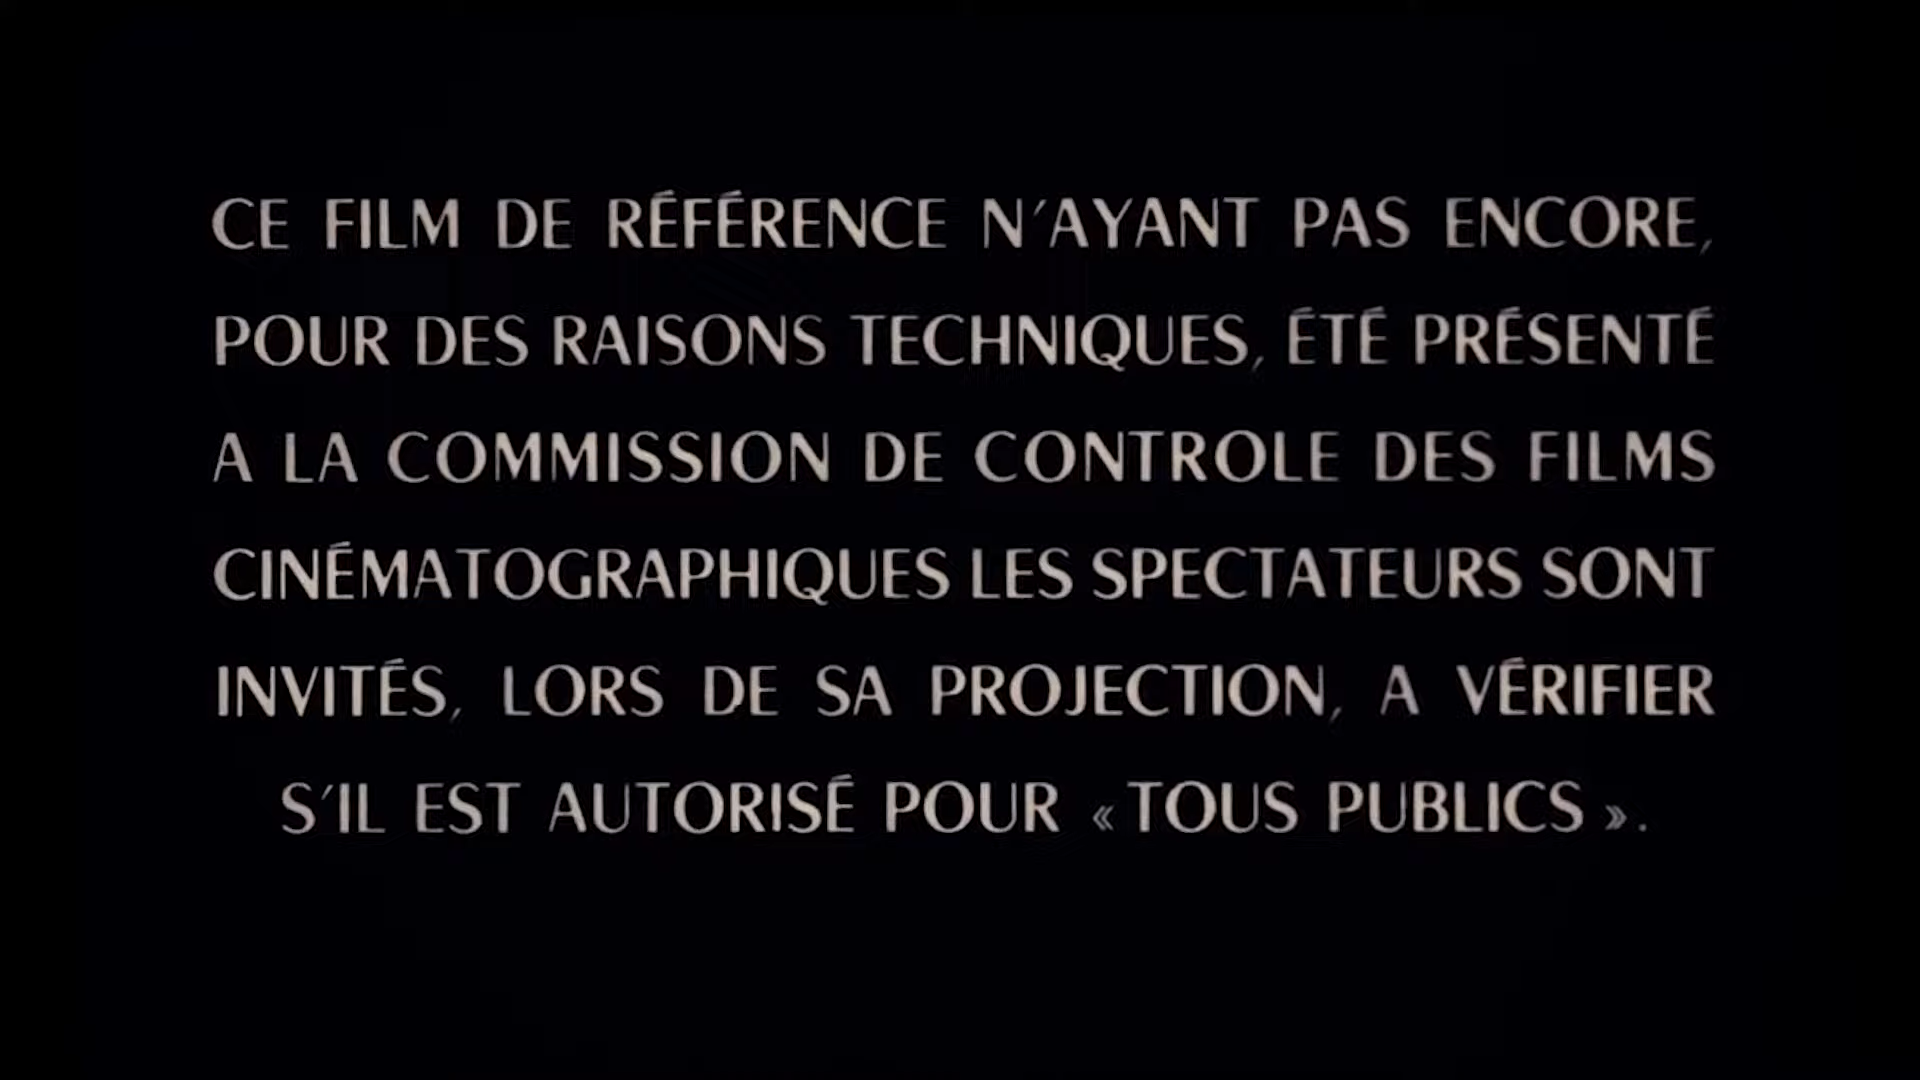 CE FILM DE RÉFÉRENCE N'AYANT PAS ENCORE,
POUR DES RAISONS TECHNIQUES, ÉTÉ PRÉSENTÉ
A LA COMMISSION DE CONTROLE DES FILMS
CINÉMATOGRAPHIQUES LES SPECTATEURS SONT
INVITÉS, LORS DE SA PROJECTION, A VÉRIFIER
S'IL EST AUTORISÉ POUR « TOUS PUBLICS ».